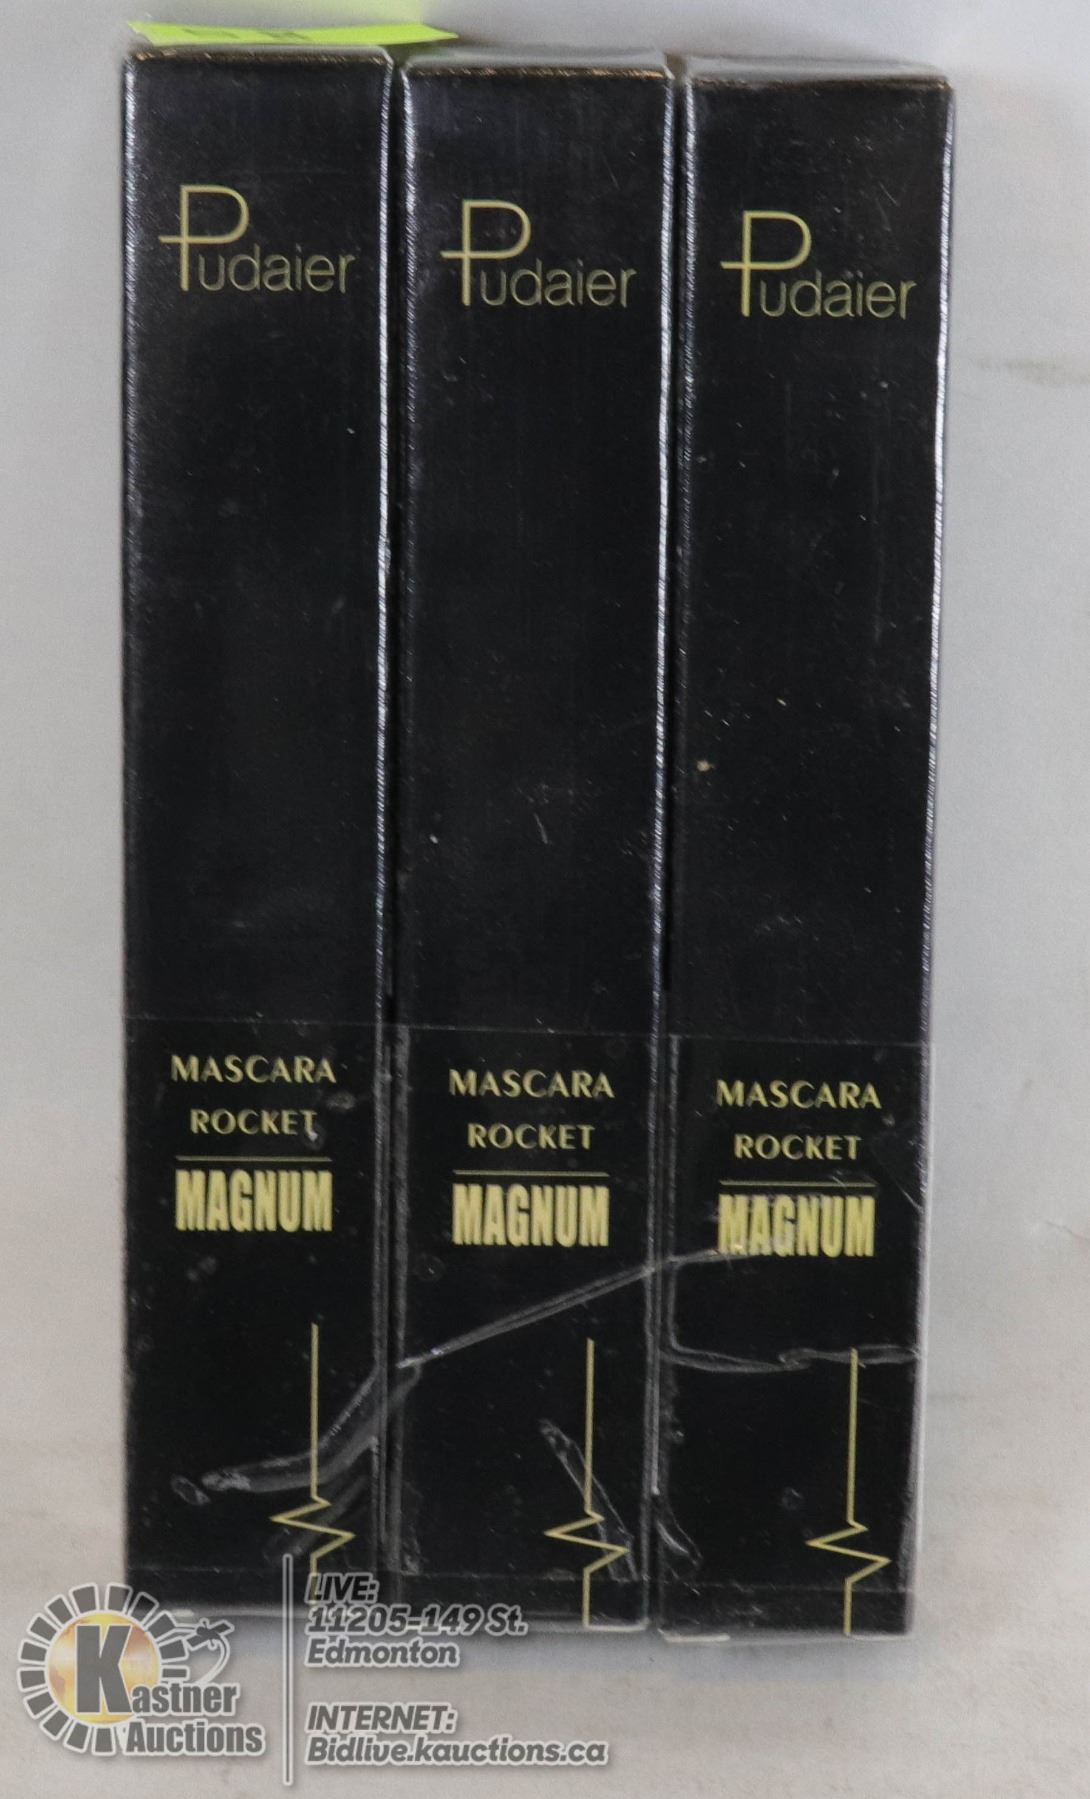 Pudaier
Pudaier
Pudaier
MASCARA
ROCKET
MAGNUM
MASCARA
ROCKET
MAGNUM
MASCARA
ROCKET
MAGNUM
Kastner
Auctions
LIVE:
11205-149 St.
Edmonton
INTERNET:
Bidlive.kauctions.ca